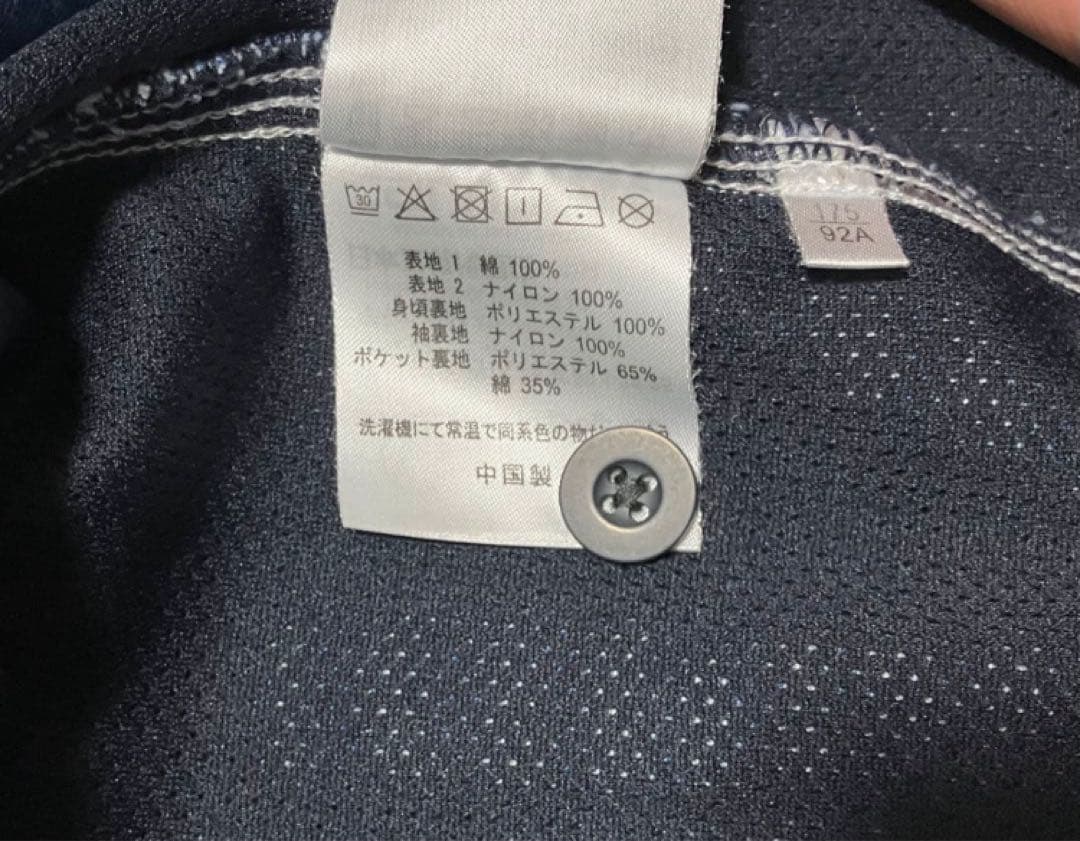 30
表地 1 綿 100%
表地 2 ナイロン 100%
身頃裏地 ポリエステル 100%
袖裏地 ナイロン 100%
ポケット裏地 ポリエステル 65%
綿 35%
洗濯機にて常温で同系色の物
中国製
175
92A